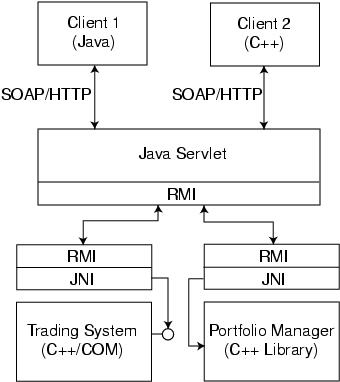 Client 1
(Java)
Client 2
(C++)
SOAP/HTTP
SOAP/HTTP
Java Servlet
RMI
RMI
JNI
RMI
JNI
Trading System
(C++/COM)
Portfolio Manager
(C++ Library)